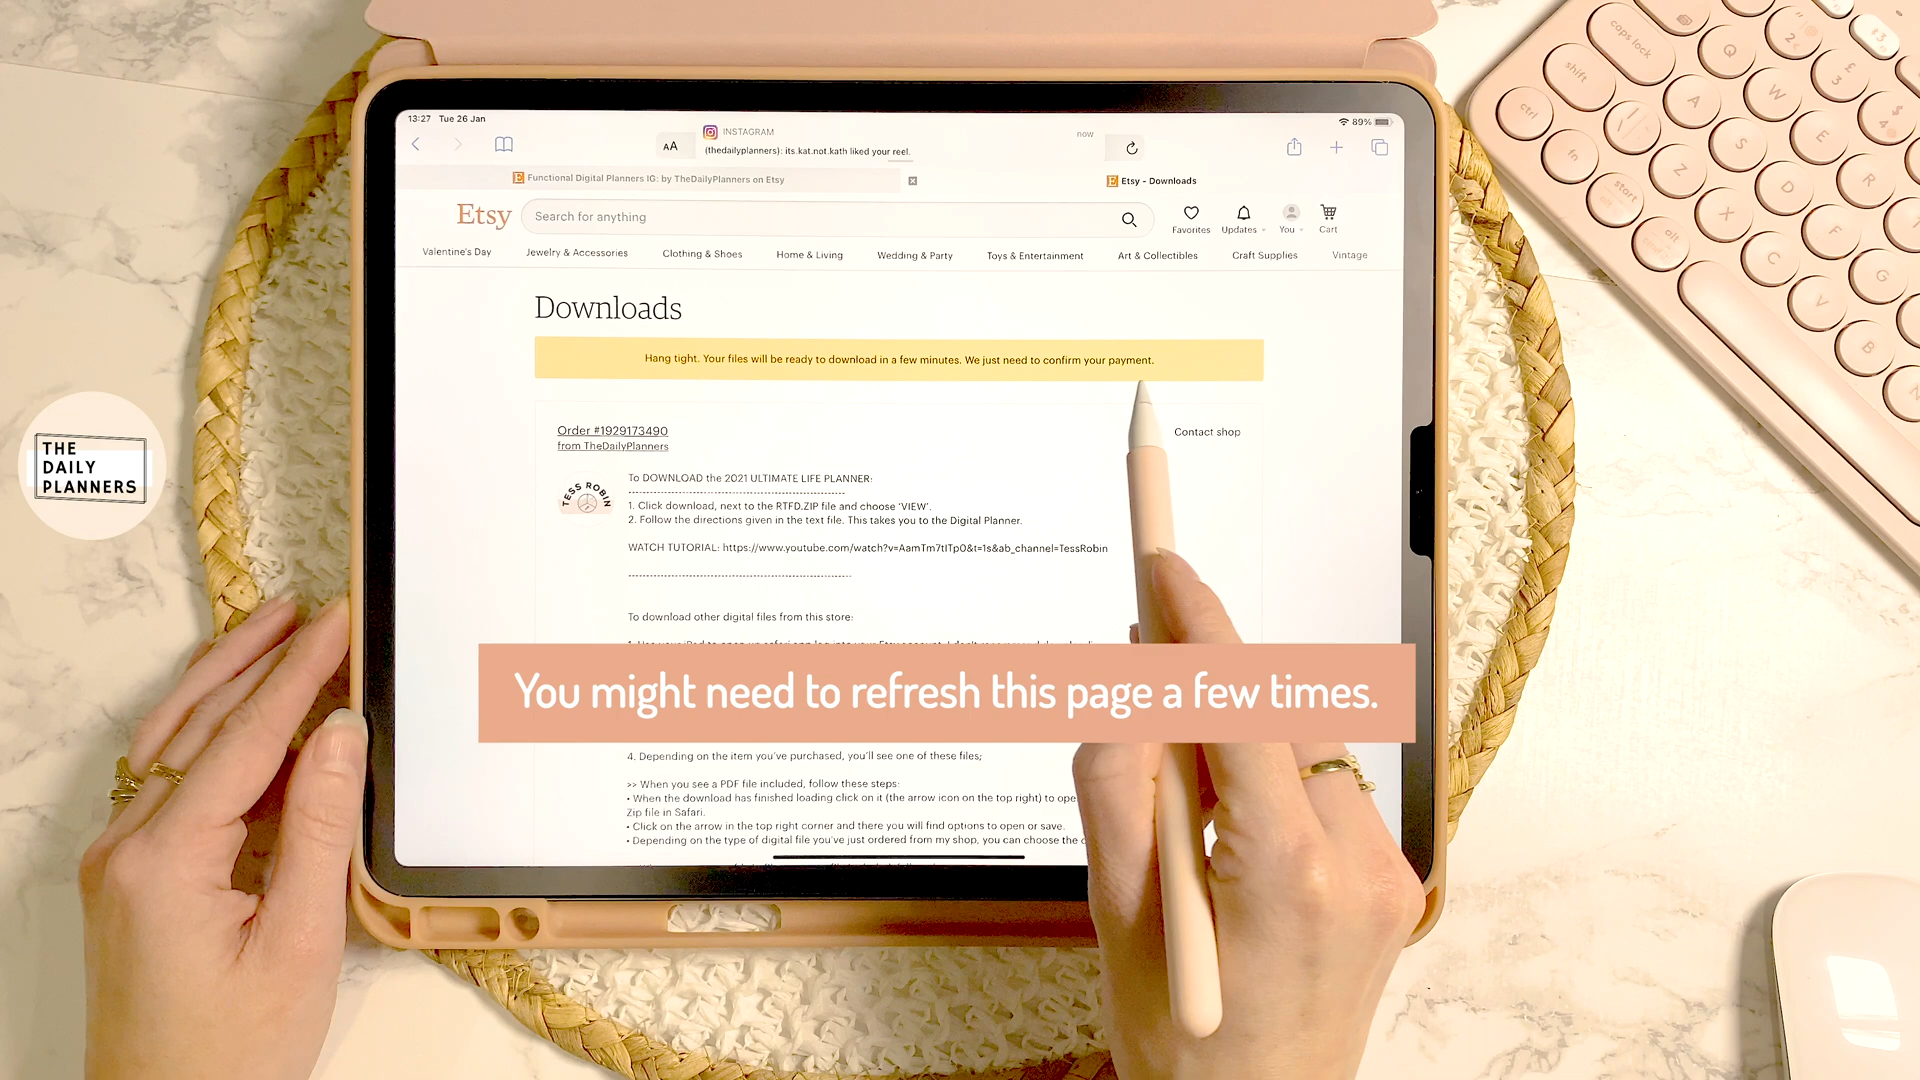 13:27 Tue 26 Jan
89%
AA
INSTAGRAM
now
(thedailyplanners): its.kat.not.kath liked your reel.
Functional Digital Planners IG: by TheDailyPlanners on Etsy
Etsy - Downloads
Etsy
Search for anything
Favorites
Updates
You
Cart
Valentine's Day
Jewelry & Accessories
Clothing & Shoes
Home & Living
Wedding & Party
Toys & Entertainment
Art & Collectibles
Craft Supplies
Vintage
Downloads
Hang tight. Your files will be ready to download in a few minutes. We just need to confirm your payment.
Order #1929173490
from TheDailyPlanners
Contact shop
TESS ROBIN
To DOWNLOAD the 2021 ULTIMATE LIFE PLANNER:
1. Click download, next to the RTFD.ZIP file and choose 'VIEW'.
2. Follow the directions given in the text file. This takes you to the Digital Planner.
WATCH TUTORIAL: https://www.youtube.com/watch?v=AamTm7tITp0&t=1s&ab_channel=TessRobin
To download other digital files from this store:
You might need to refresh this page a few times.
4. Depending on the item you've purchased, you'll see one of these files;
>> When you see a PDF file included, follow these steps:
• When the download has finished loading click on it (the arrow icon on the top right) to ope
Zip file in Safari.
• Click on the arrow in the top right corner and there you will find options to open or save.
• Depending on the type of digital file you've just ordered from my shop, you can choose the
THE
DAILY
PLANNERS
caps lock
Q
2
3
£
$
4
shift
A
W
E
R
ctrl
S
D
F
G
fn
Z
X
C
V
B
start
alt